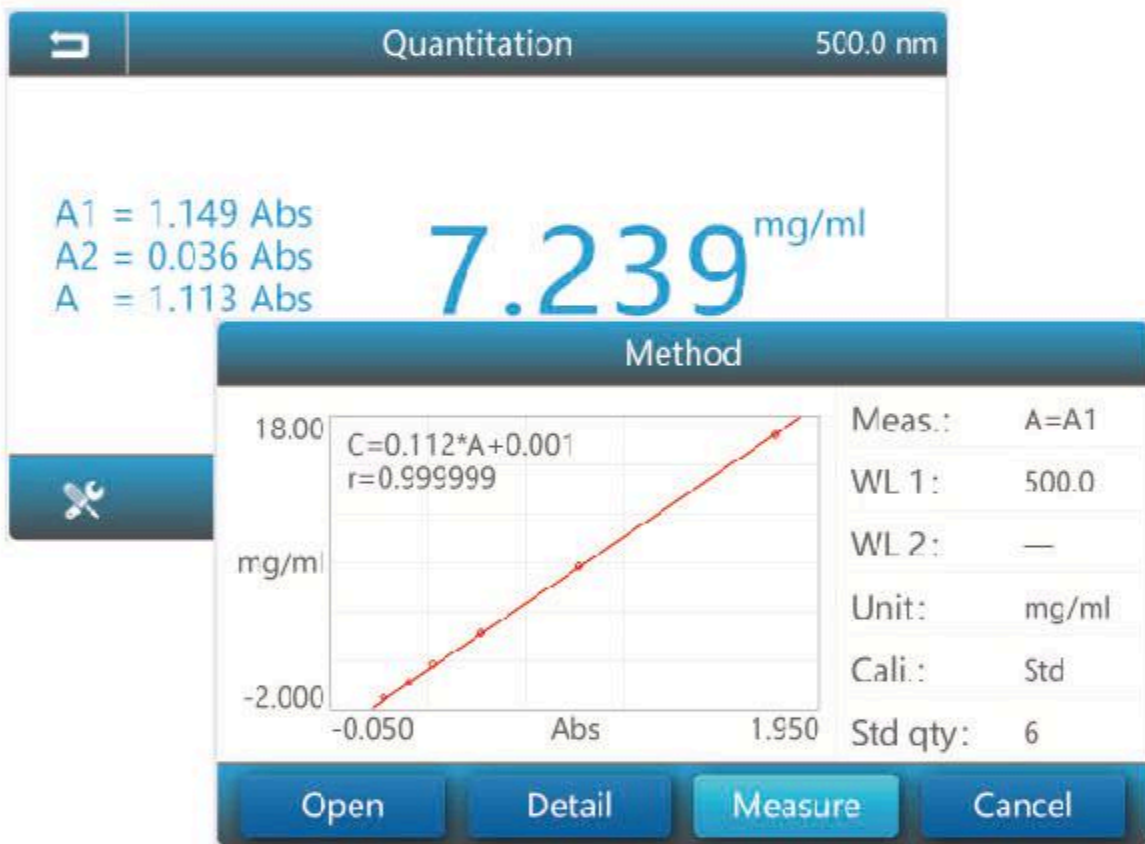 Quantitation
500.0 nm
A1 = 1.149 Abs
A2 = 0.036 Abs
A = 1.113 Abs
7.239 mg/ml
Method
18.00
C=0.112*A+0.001
r=0.999999
mg/ml
-2.000
-0.050
Abs
1.950
Meas.: A=A1
WL 1: 500.0
WL 2: —
Unit: mg/ml
Cali.: Std
Std qty: 6
Open
Detail
Measure
Cancel